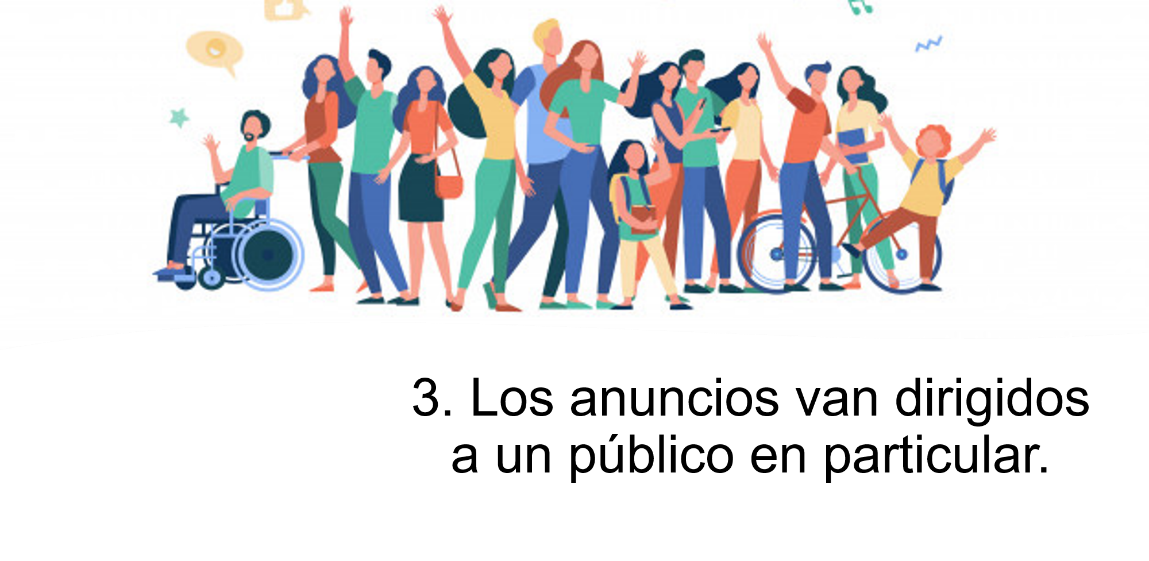 3. Los anuncios van dirigidos
a un público en particular.